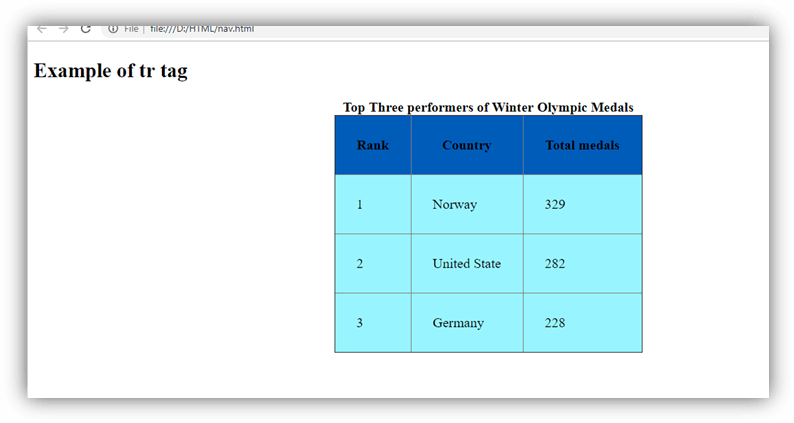 File | file:///D:/HTML/nav.html
Example of tr tag
Top Three performers of Winter Olympic Medals
Rank Country Total medals
1 Norway 329
2 United State 282
3 Germany 228